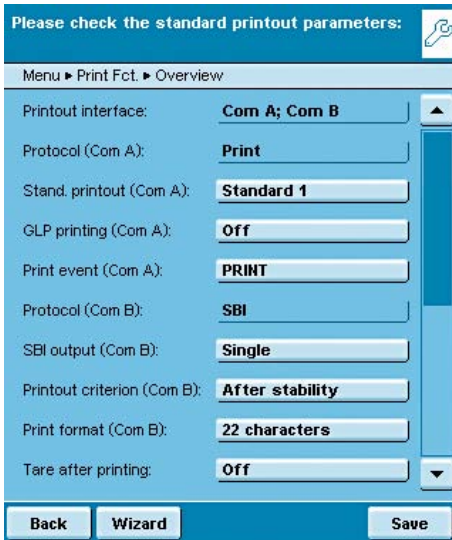 Please check the standard printout parameters:
Menu ▸ Print Fct. ▸ Overview
Printout interface: Com A; Com B
Protocol (Com A): Print
Stand. printout (Com A): Standard 1
GLP printing (Com A): Off
Print event (Com A): PRINT
Protocol (Com B): SBI
SBI output (Com B): Single
Printout criterion (Com B): After stability
Print format (Com B): 22 characters
Tare after printing: Off
Back Wizard Save